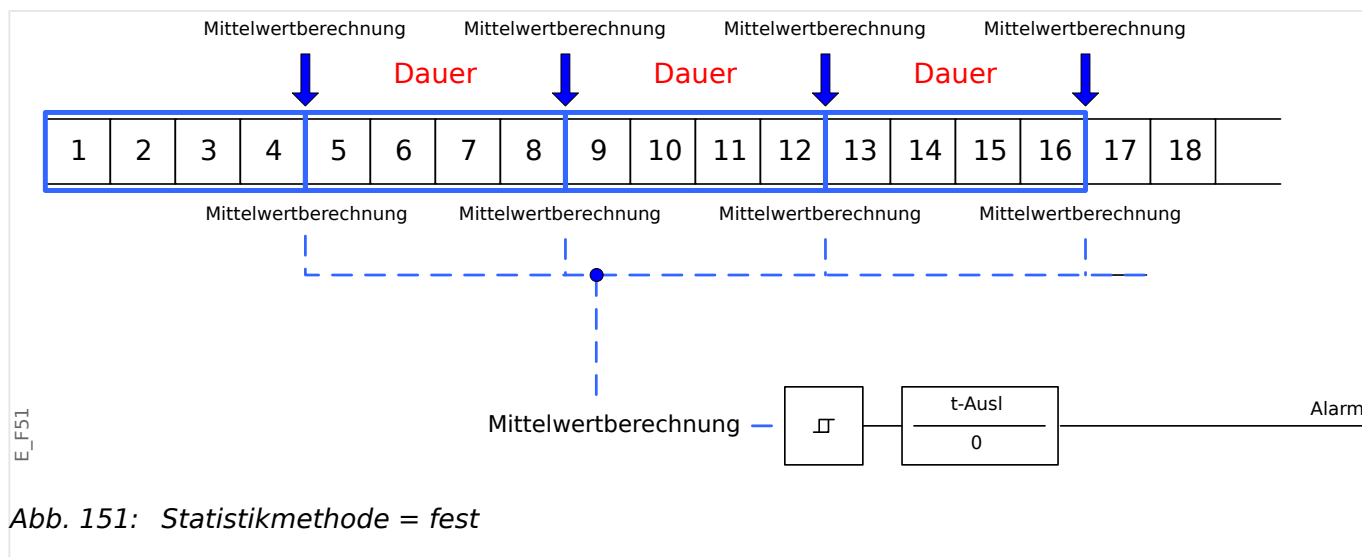 Mittelwertberechnung Mittelwertberechnung Mittelwertberechnung Mittelwertberechnung
Dauer Dauer Dauer
1 2 3 4 5 6 7 8 9 10 11 12 13 14 15 16 17 18
Mittelwertberechnung Mittelwertberechnung Mittelwertberechnung Mittelwertberechnung
t-Ausl
Mittelwertberechnung
0
Alarm
E_F51
Abb. 151: Statistikmethode = fest